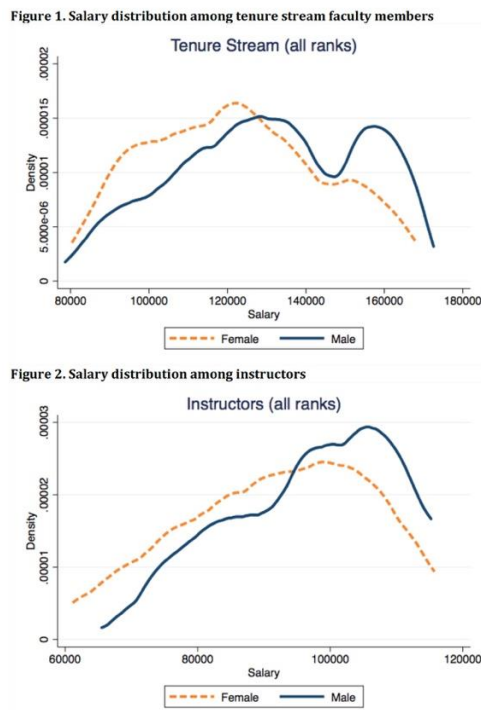 Figure 1. Salary distribution among tenure stream faculty members
Tenure Stream (all ranks)
.00002
.000015
.00001
5.000e-06
0
Density
80000 100000 120000 140000 160000 180000
Salary
Female Male
Figure 2. Salary distribution among instructors
Instructors (all ranks)
.00003
.00002
.00001
0
Density
60000 80000 100000 120000
Salary
Female Male